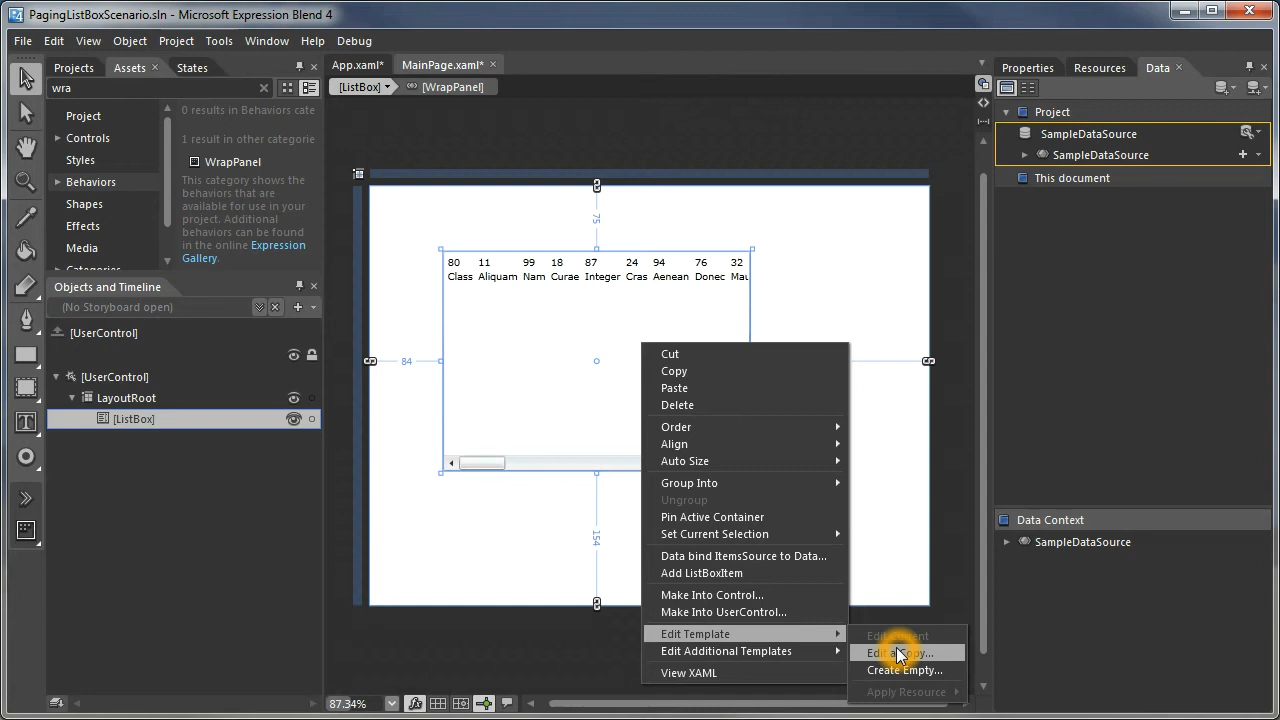 PagingListBoxScenario.sln - Microsoft Expression Blend 4
File Edit View Object Project Tools Window Help Debug
Projects Assets States
wra
Project
Controls
Styles
Behaviors
Shapes
Effects
Media
Categories
0 results in Behaviors cate
1 result in other categorie
WrapPanel
This category shows the
behaviors that are
available for use in your
project. Additional
behaviors can be
found in the online Expression
Gallery.
Objects and Timeline
(No Storyboard open)
[UserControl]
[UserControl]
LayoutRoot
[ListBox]
App.xaml* MainPage.xaml*
[ListBox] [WrapPanel]
75
80 11 99 18 87 24 94 76 32
Class Aliquam Nam Curae Integer Cras Aenean Donec Mau
84
154
87.34%
Cut
Copy
Paste
Delete
Order
Align
Auto Size
Group Into
Ungroup
Pin Active Container
Set Current Selection
Data bind ItemsSource to Data...
Add ListBoxItem
Make Into Control...
Make Into UserControl...
Edit Template
Edit Additional Templates
View XAML
Edit Current
Edit a Copy...
Create Empty...
Apply Resource
Properties Resources Data
Project
SampleDataSource
SampleDataSource
This document
Data Context
SampleDataSource